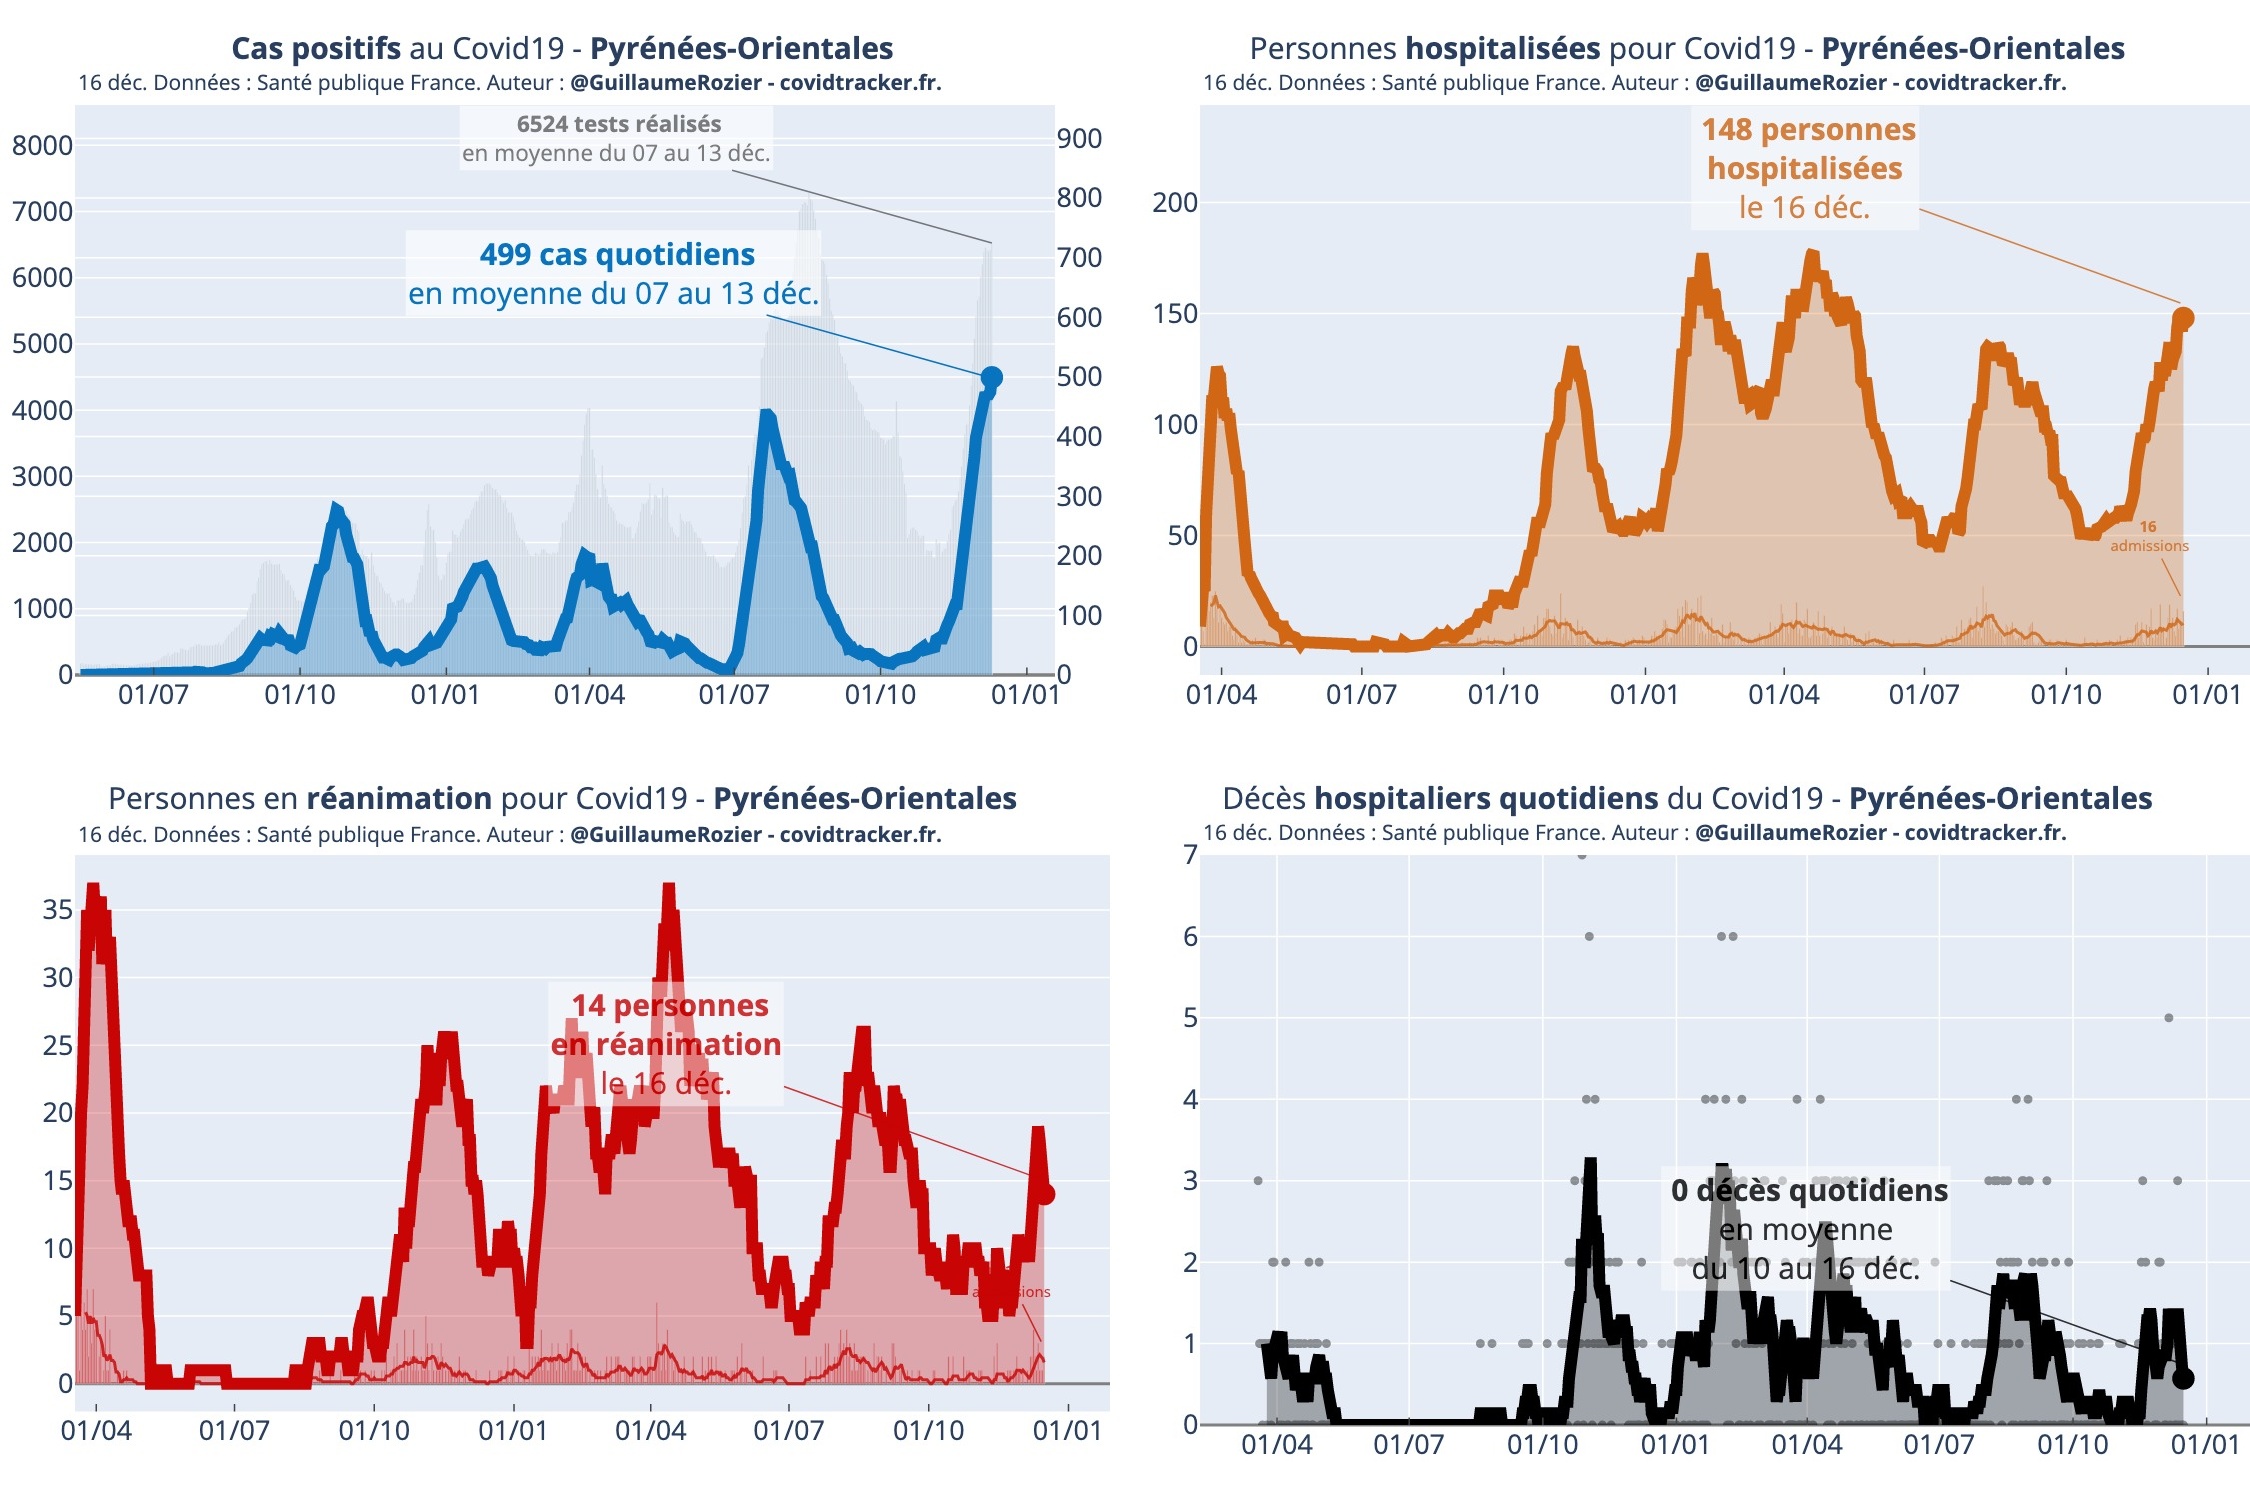 Cas positifs au Covid19 - Pyrénées-Orientales
16 déc. Données : Santé publique France. Auteur : @GuillaumeRozier - covidtracker.fr.
6524 tests réalisés
en moyenne du 07 au 13 déc.
499 cas quotidiens
en moyenne du 07 au 13 déc.
8000
7000
6000
5000
4000
3000
2000
1000
0
900
800
700
600
500
400
300
200
100
0
01/07 01/10 01/01 01/04 01/07 01/10 01/01
Personnes hospitalisées pour Covid19 - Pyrénées-Orientales
16 déc. Données : Santé publique France. Auteur : @GuillaumeRozier - covidtracker.fr.
148 personnes
hospitalisées
le 16 déc.
200
150
100
50
0
16
admissions
01/04 01/07 01/10 01/01 01/04 01/07 01/10 01/01
Personnes en réanimation pour Covid19 - Pyrénées-Orientales
16 déc. Données : Santé publique France. Auteur : @GuillaumeRozier - covidtracker.fr.
14 personnes
en réanimation
le 16 déc.
35
30
25
20
15
10
5
0
admissions
01/04 01/07 01/10 01/01 01/04 01/07 01/10 01/01
Décès hospitaliers quotidiens du Covid19 - Pyrénées-Orientales
16 déc. Données : Santé publique France. Auteur : @GuillaumeRozier - covidtracker.fr.
7
6
5
4
3
2
1
0
0 décès quotidiens
en moyenne
du 10 au 16 déc.
01/04 01/07 01/10 01/01 01/04 01/07 01/10 01/01